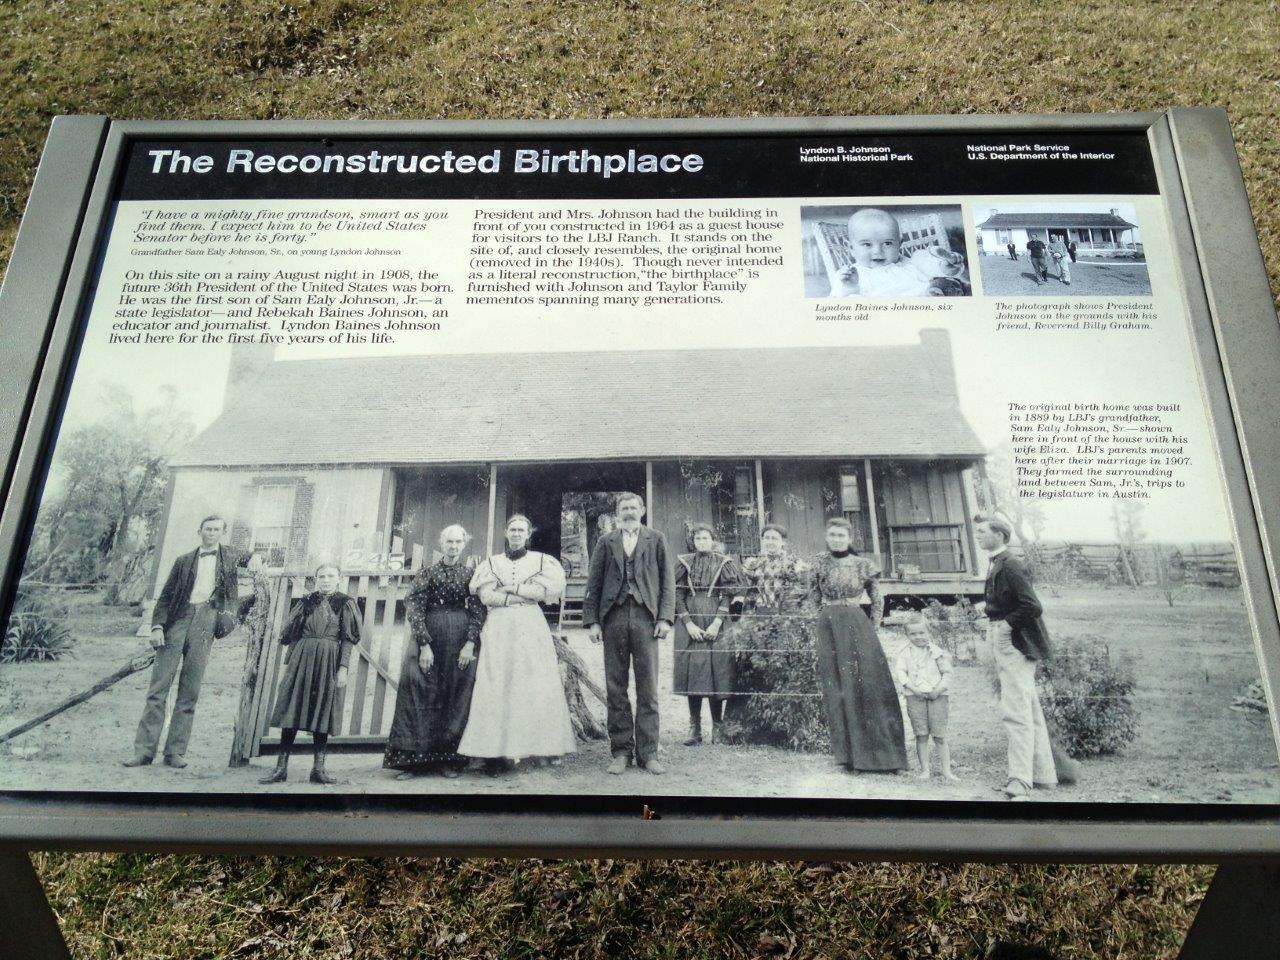 The Reconstructed Birthplace
Lyndon B. Johnson
National Historical Park
National Park Service
U.S. Department of the Interior
"I have a mighty fine grandson, smart as you
find them. I expect him to be United States
Senator before he is forty."
Grandfather Sam Ealy Johnson, Sr., on young Lyndon Johnson
On this site on a rainy August night in 1908, the
future 36th President of the United States was born.
He was the first son of Sam Ealy Johnson, Jr.—a
state legislator—and Rebekah Baines Johnson, an
educator and journalist. Lyndon Baines Johnson
lived here for the first five years of his life.
President and Mrs. Johnson had the building in
front of you constructed in 1964 as a guest house
for visitors to the LBJ Ranch. It stands on the
site of, and closely resembles, the original home
(removed in the 1940s). Though never intended
as a literal reconstruction, "the birthplace" is
furnished with Johnson and Taylor Family
mementos spanning many generations.
Lyndon Baines Johnson, six
months old
The photograph shows President
Johnson on the grounds with his
friend, Reverend Billy Graham.
The original birth home was built
in 1889 by LBJ's grandfather,
Sam Ealy Johnson, Sr.—shown
here in front of the house with his
wife Eliza. LBJ's parents moved
here after their marriage in 1907.
They farmed the surrounding
land between Sam, Jr.'s, trips to
the legislature in Austin.
245